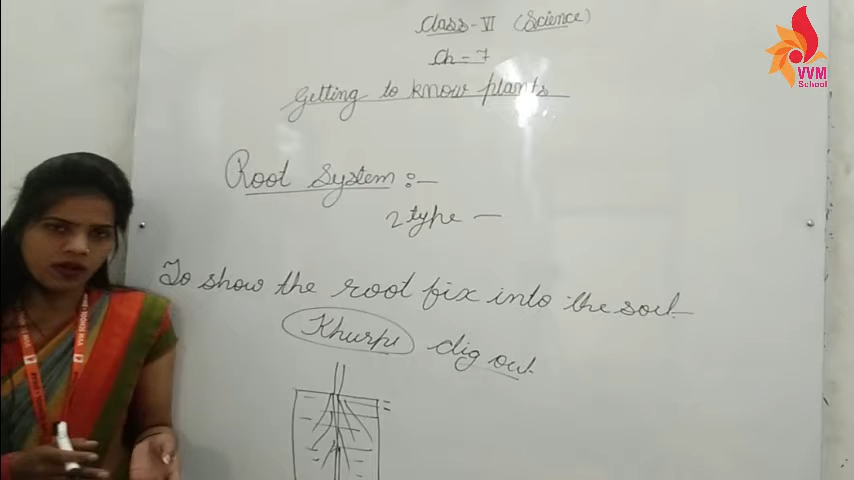 Class - VI (Science)
Ch - 7
Getting to know plants
Root System :-
2 type -
To show the root fix into the soil
Khurpi dig out
VVM
School